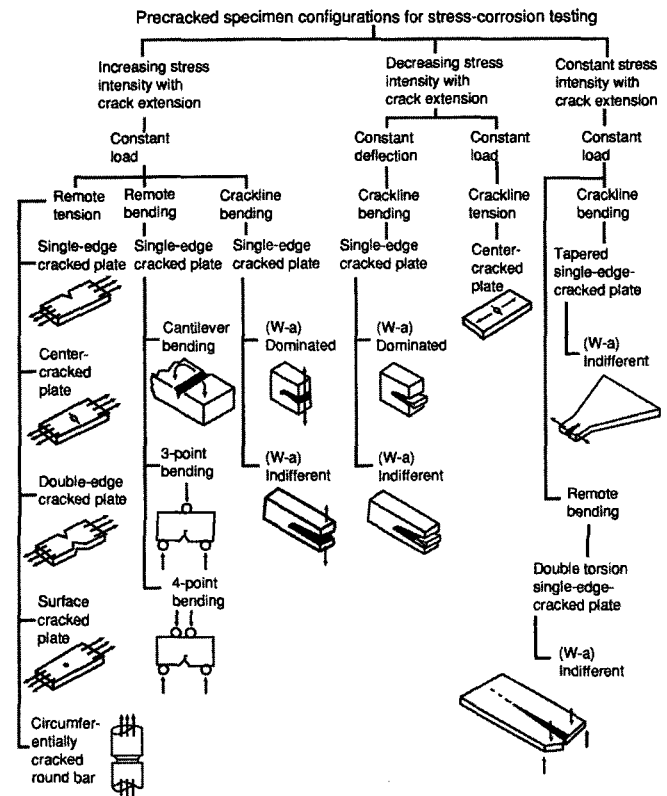 Precracked specimen configurations for stress-corrosion testing
Increasing stress
intensity with
crack extension
Decreasing stress
intensity with
crack extension
Constant stress
intensity with
crack extension
Constant
load
Constant
deflection
Constant
load
Constant
load
Remote
tension
Remote
bending
Crackline
bending
Crackline
bending
Crackline
tension
Crackline
bending
Single-edge
cracked plate
Single-edge
cracked plate
Single-edge
cracked plate
Single-edge
cracked plate
Center-
cracked
plate
Tapered
single-edge-
cracked plate
Cantilever
bending
(W-a)
Dominated
(W-a)
Dominated
(W-a)
Indifferent
Center-
cracked
plate
3-point
bending
(W-a)
Indifferent
(W-a)
Indifferent
Double-edge
cracked plate
Remote
bending
4-point
bending
Double torsion
single-edge-
cracked plate
Surface
cracked
plate
(W-a)
Indifferent
Circumfer-
entially
cracked
round bar